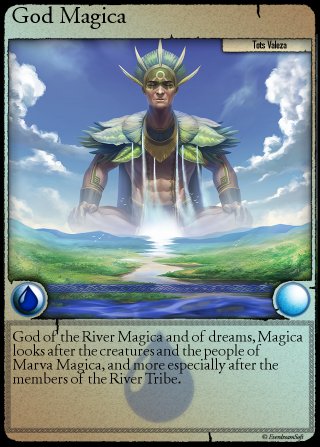 God Magica
Tets Valeza
God of the River Magica and of dreams, Magica
looks after the creatures and the people of
Marva Magica, and more especially after the
members of the River Tribe.
© EverdreamSoft